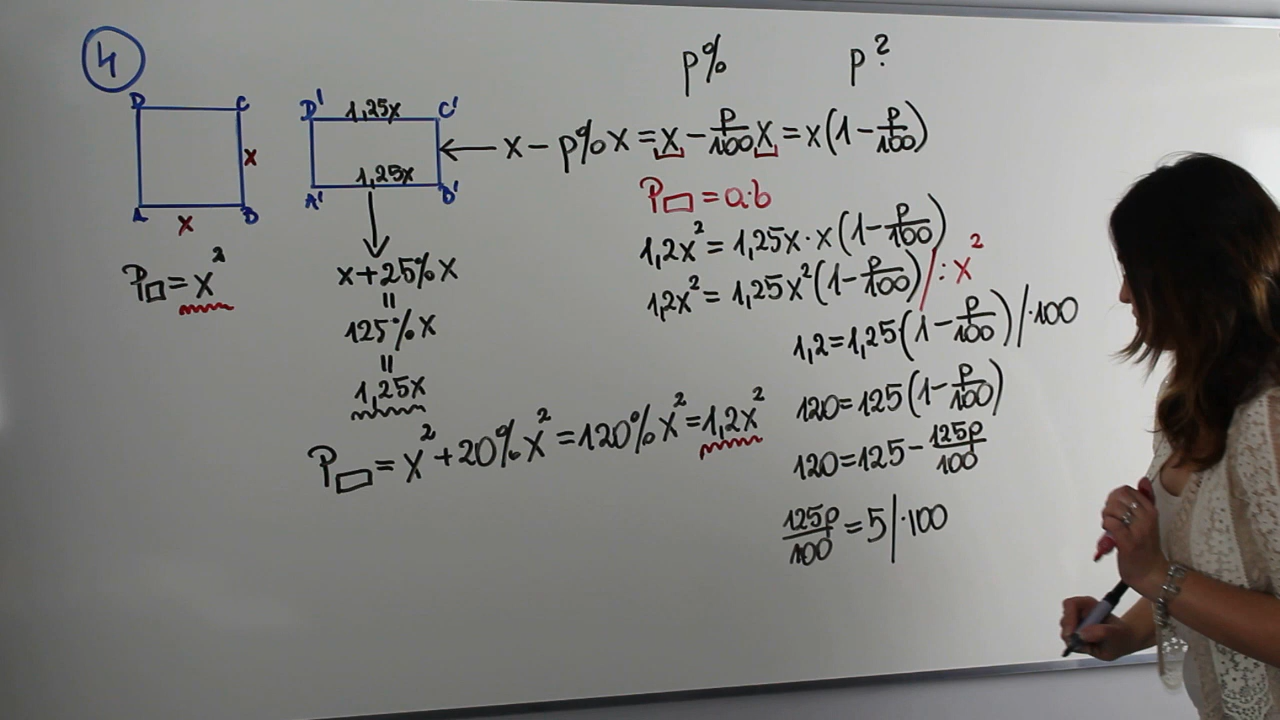 4
p% p?
D C
D' 1,25x C'
x
1,25x
A x B
A' B'
x - p%x = x - p/100 x = x(1 - p/100)
P▭ = a·b
P□ = x²
x + 25%x
=
125%x
=
1,25x
P▭ = x² + 20%x² = 120%x² = 1,2x²
1,2x² = 1,25x·x(1 - p/100)
1,2x² = 1,25x²(1 - p/100) /:x²
1,2 = 1,25(1 - p/100) /·100
120 = 125(1 - p/100)
120 = 125 - 125p/100
125p/100 = 5 /·100